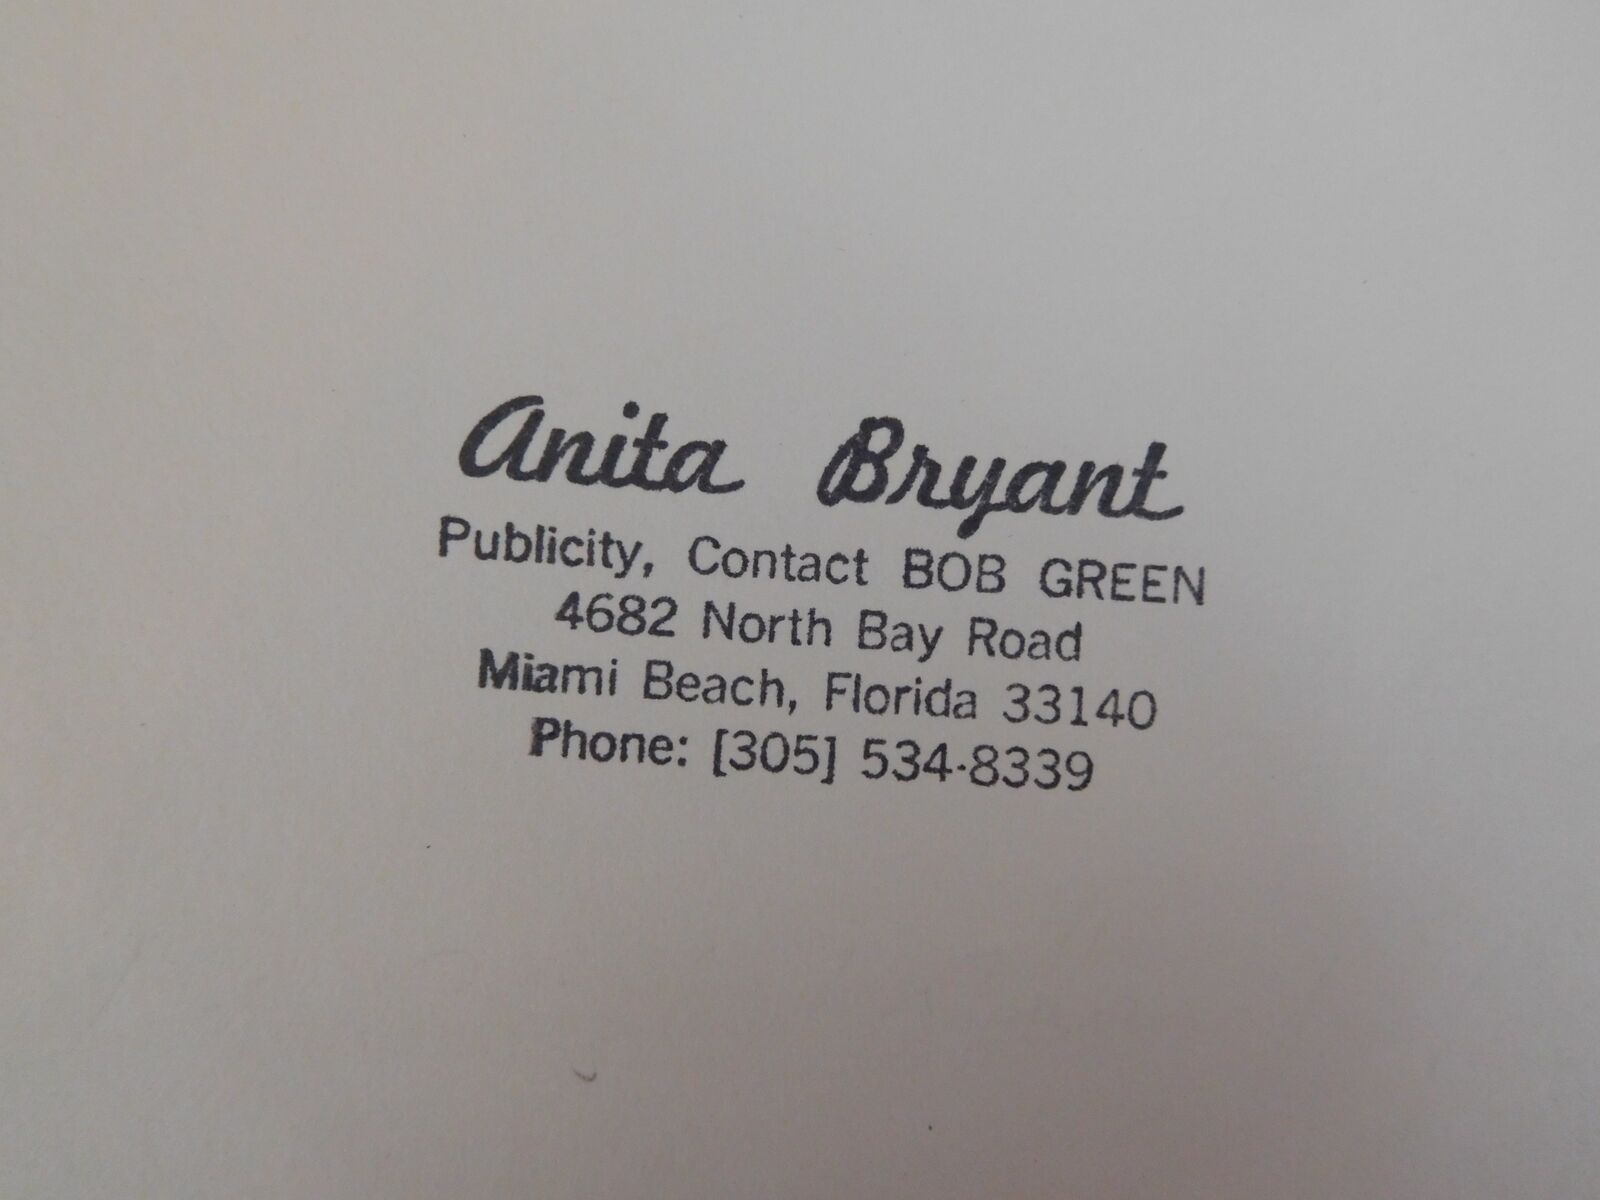 Anita Bryant
Publicity, Contact BOB GREEN
4682 North Bay Road
Miami Beach, Florida 33140
Phone: [305] 534-8339